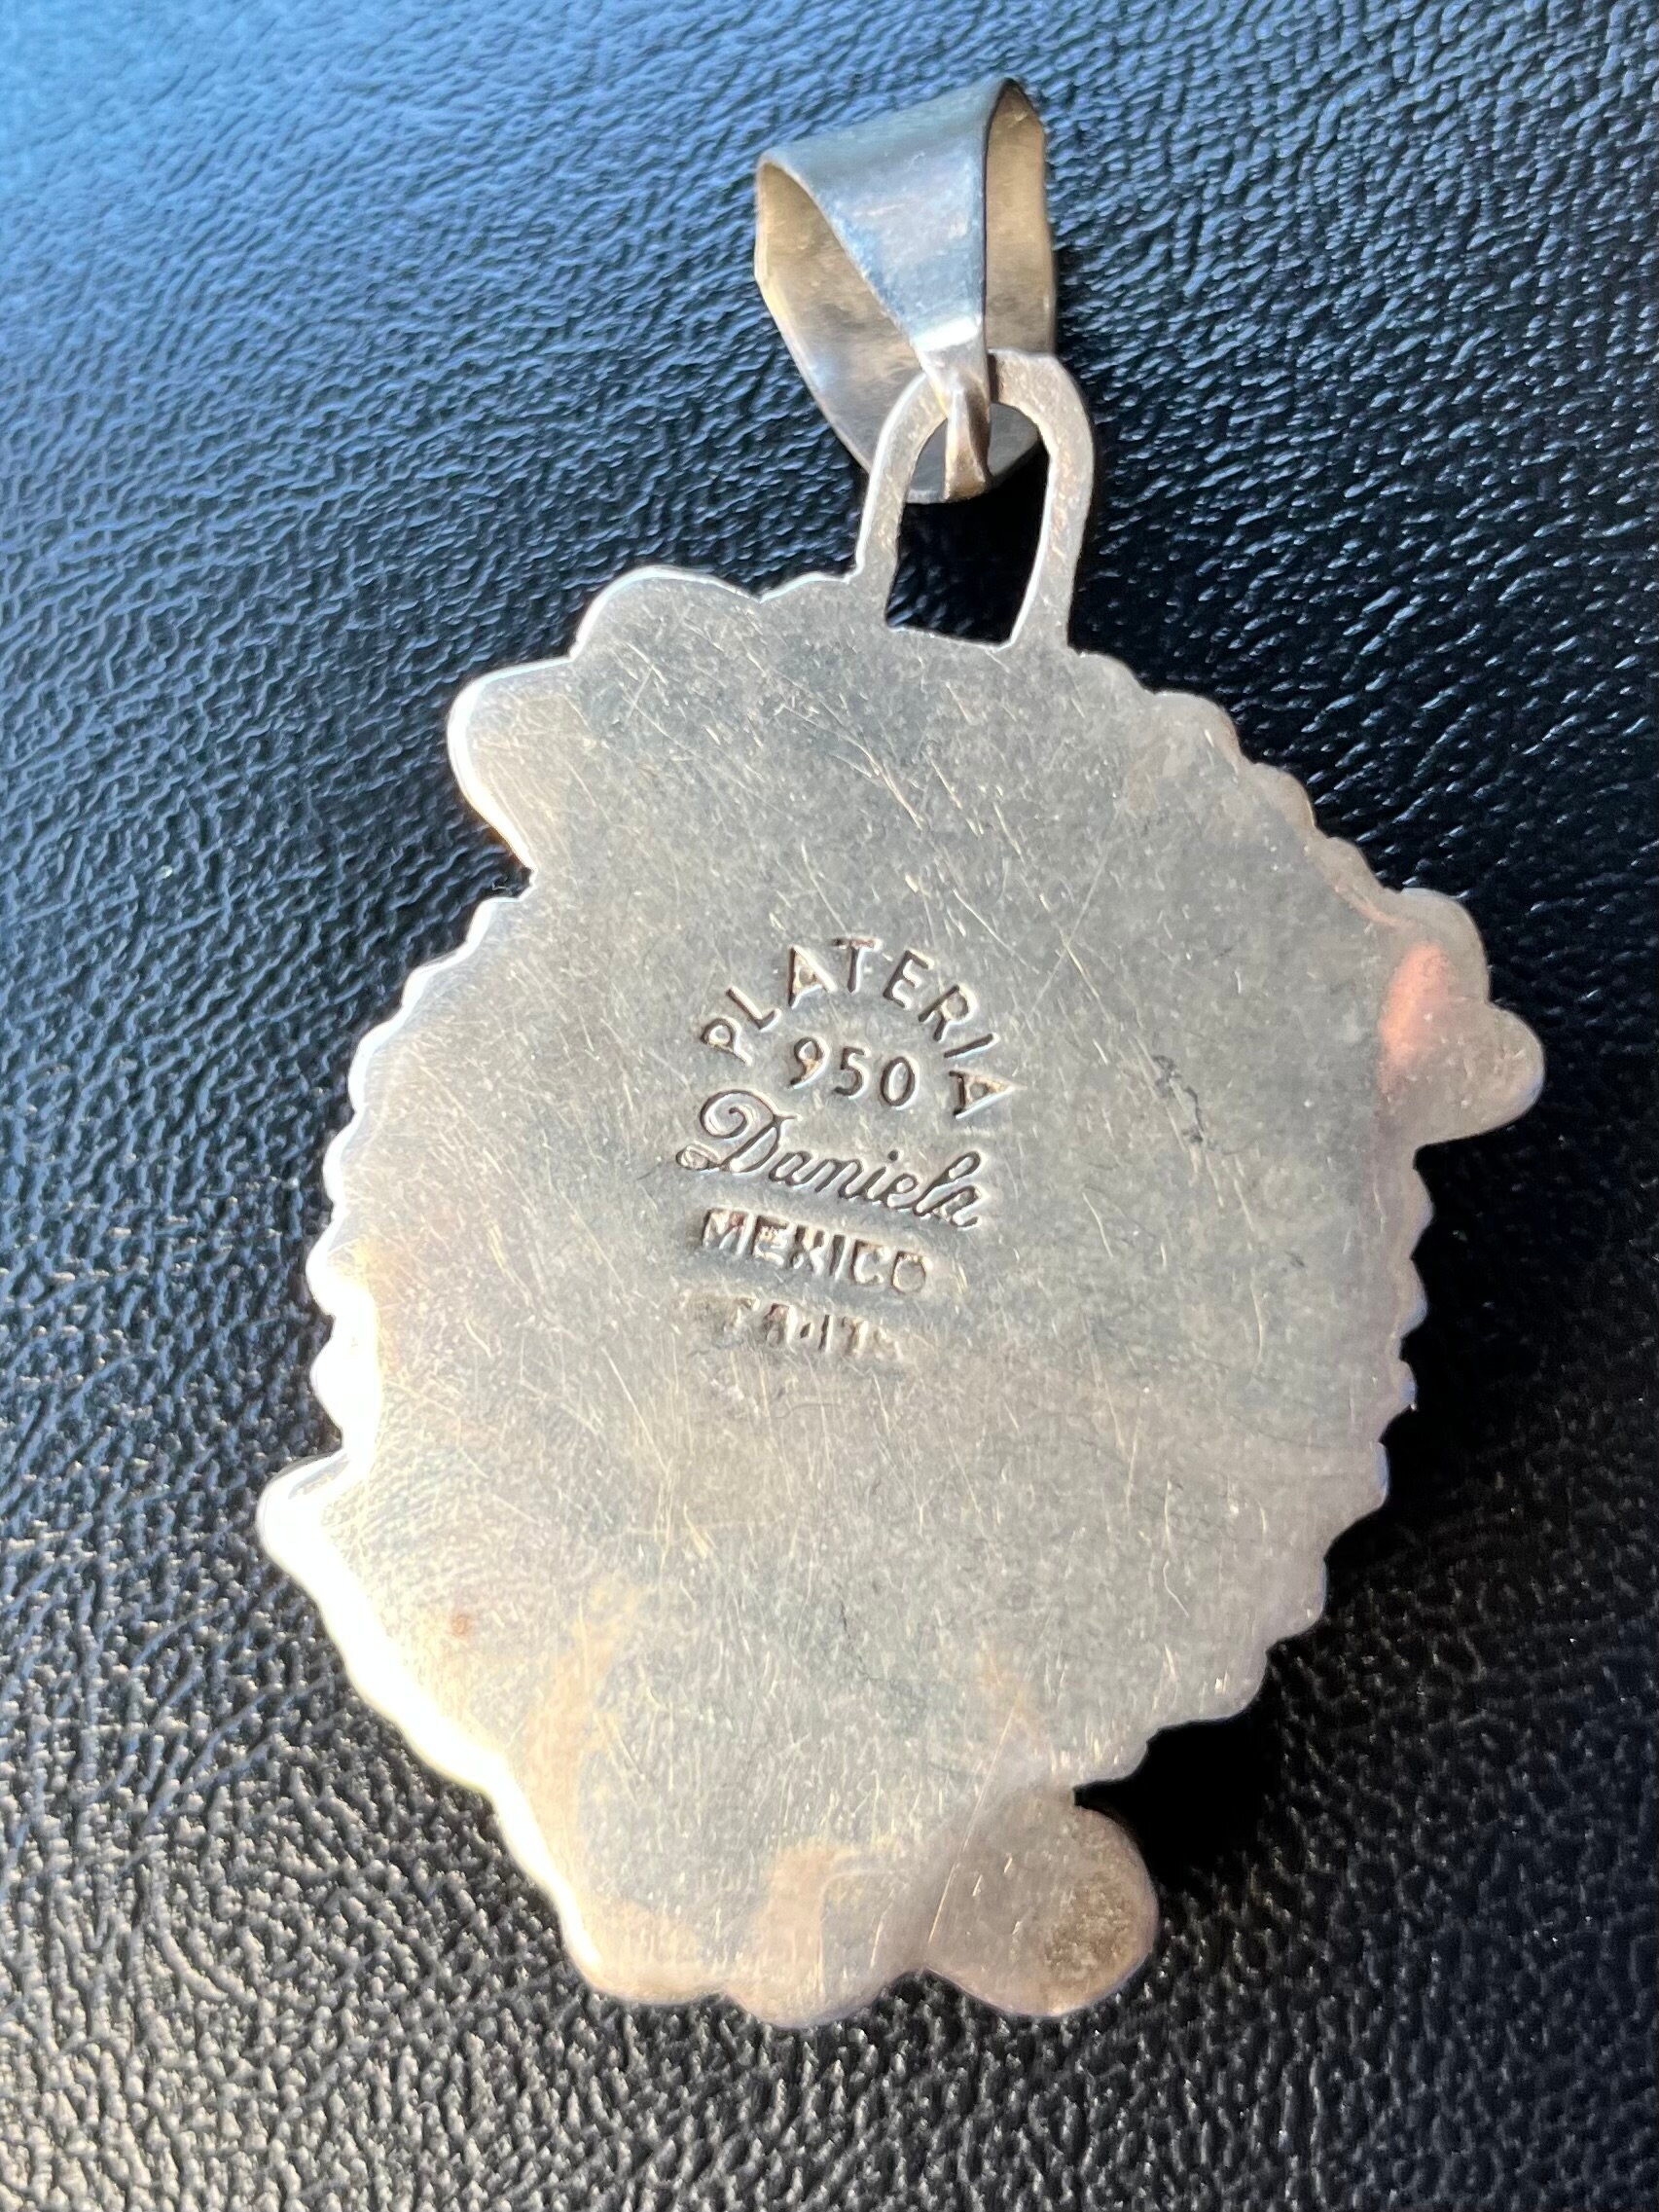 PLATERIA
950
Daniela
MEXICO